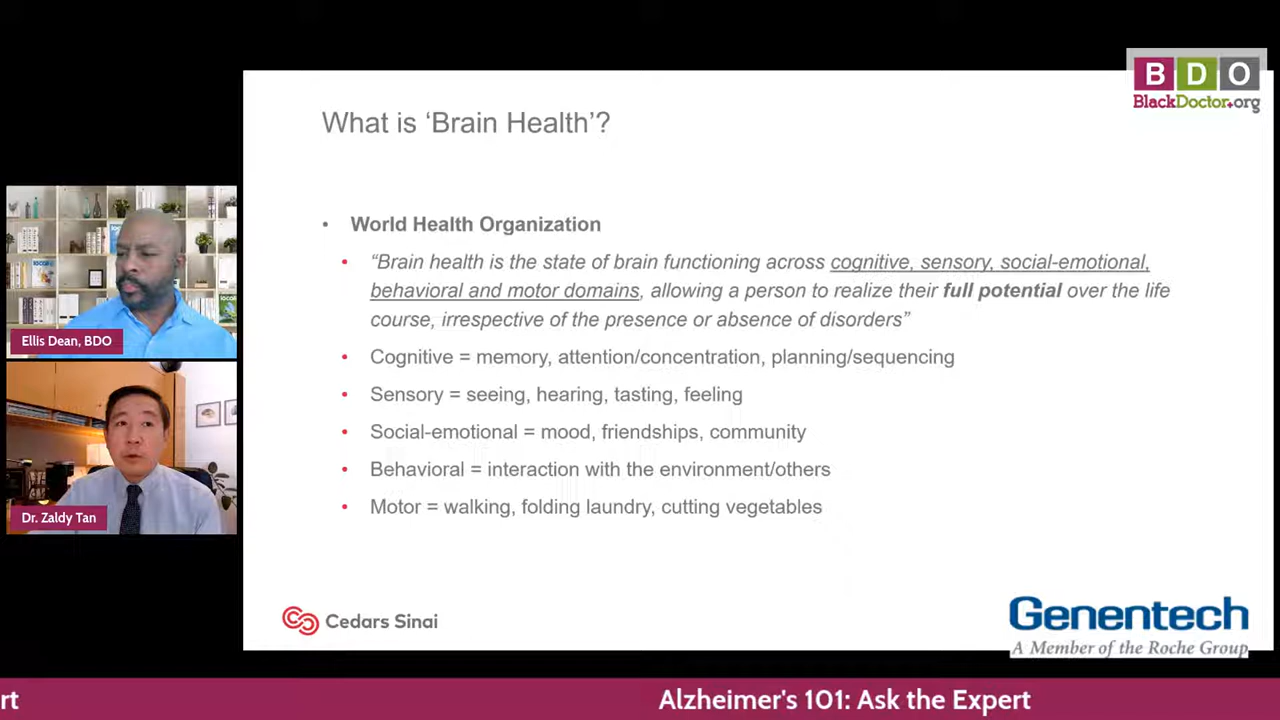 B D O
BlackDoctor.org
What is ‘Brain Health’?
• World Health Organization
• “Brain health is the state of brain functioning across cognitive, sensory, social-emotional,
behavioral and motor domains, allowing a person to realize their full potential over the life
course, irrespective of the presence or absence of disorders”
• Cognitive = memory, attention/concentration, planning/sequencing
• Sensory = seeing, hearing, tasting, feeling
• Social-emotional = mood, friendships, community
• Behavioral = interaction with the environment/others
• Motor = walking, folding laundry, cutting vegetables
Ellis Dean, BDO
Dr. Zaldy Tan
Cedars Sinai
Genentech
A Member of the Roche Group
rt
Alzheimer's 101: Ask the Expert